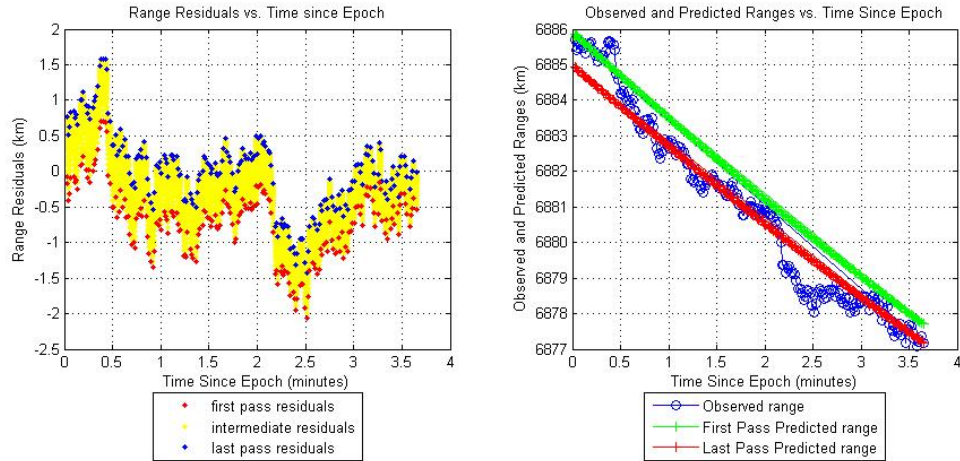 Range Residuals vs. Time since Epoch
2
1.5
1
0.5
0
-0.5
-1
-1.5
-2
-2.5
Range Residuals (km)
0 0.5 1 1.5 2 2.5 3 3.5 4
Time Since Epoch (minutes)
first pass residuals
intermediate residuals
last pass residuals
Observed and Predicted Ranges vs. Time Since Epoch
6886
6885
6884
6883
6882
6881
6880
6879
6878
6877
Observed and Predicted Ranges (km)
0 0.5 1 1.5 2 2.5 3 3.5 4
Time Since Epoch (minutes)
Observed range
First Pass Predicted range
Last Pass Predicted range